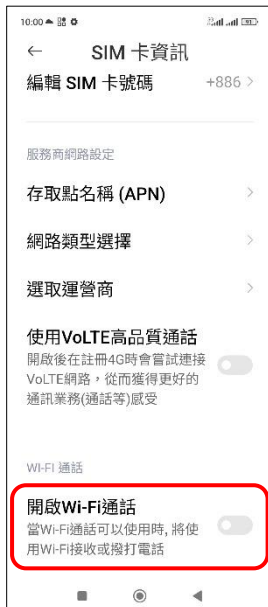 10:00
SIM 卡資訊
編輯 SIM 卡號碼 +886
服務商網路設定
存取點名稱 (APN)
網路類型選擇
選取運營商
使用VoLTE高品質通話
開啟後在註冊4G時會嘗試連接
VoLTE網路，從而獲得更好的
通訊業務(通話等)感受
WI-FI 通話
開啟Wi-Fi通話
當Wi-Fi通話可以使用時, 將使
用Wi-Fi接收或撥打電話